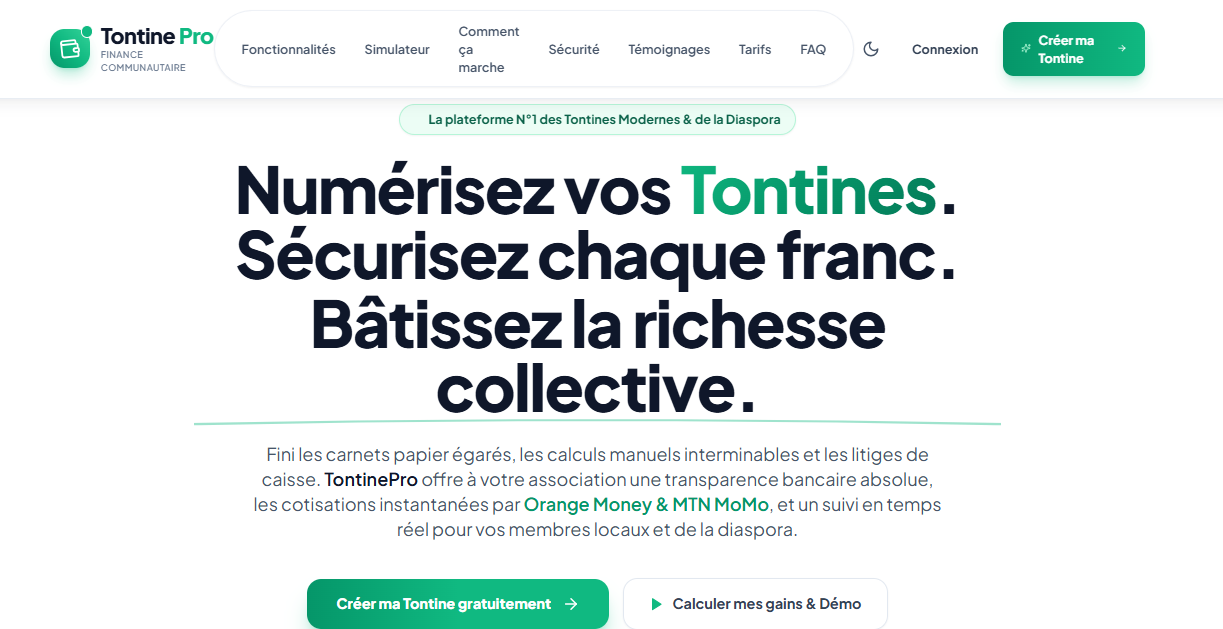 Tontine Pro
FINANCE
COMMUNAUTAIRE
Fonctionnalités
Simulateur
Comment
ça
marche
Sécurité
Témoignages
Tarifs
FAQ
Connexion
Créer ma
Tontine
La plateforme N°1 des Tontines Modernes & de la Diaspora
Numérisez vos Tontines.
Sécurisez chaque franc.
Bâtissez la richesse
collective.
Fini les carnets papier égarés, les calculs manuels interminables et les litiges de
caisse. TontinePro offre à votre association une transparence bancaire absolue,
les cotisations instantanées par Orange Money & MTN MoMo, et un suivi en temps
réel pour vos membres locaux et de la diaspora.
Créer ma Tontine gratuitement
Calculer mes gains & Démo